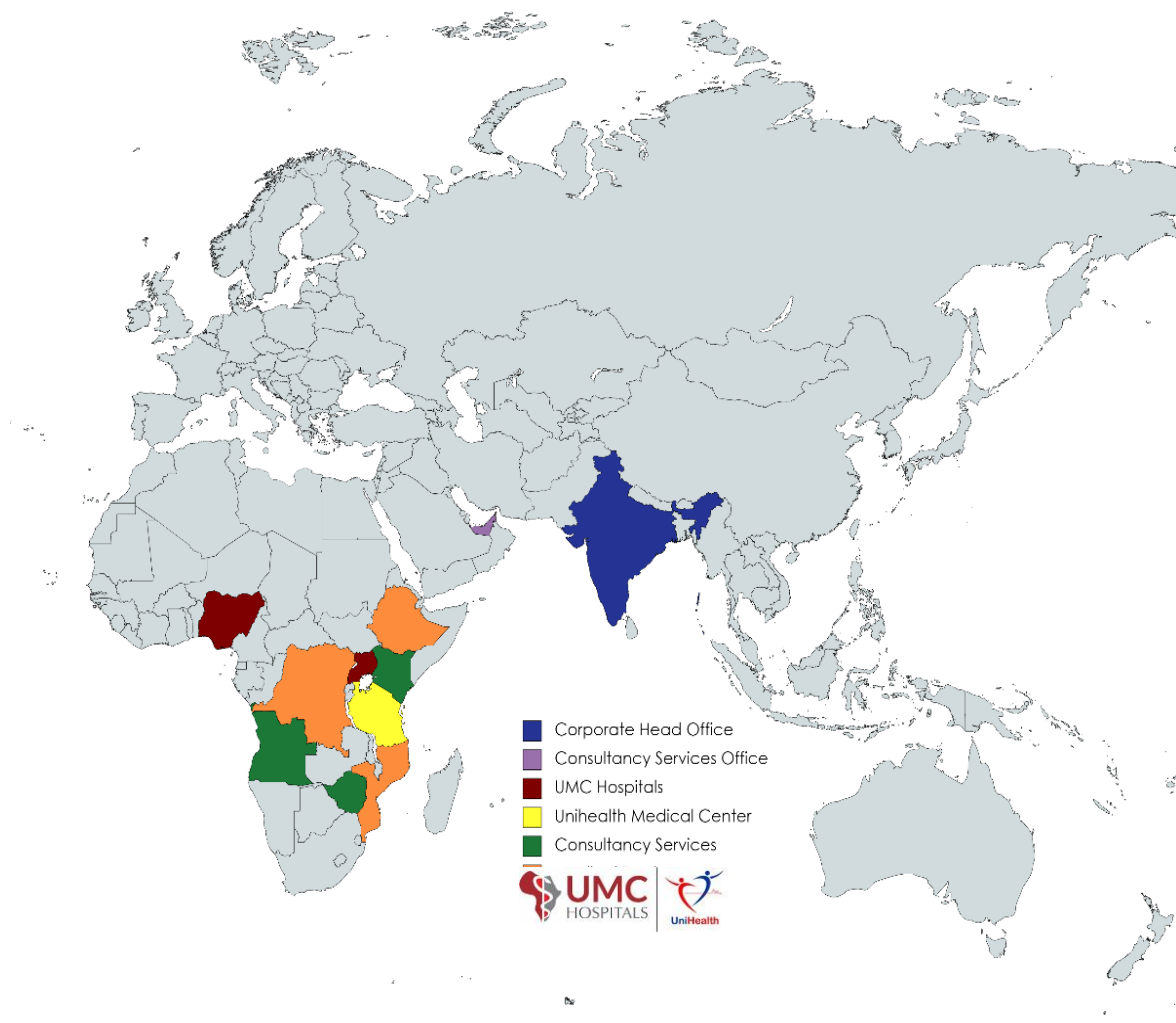 Corporate Head Office
Consultancy Services Office
UMC Hospitals
Unihealth Medical Center
Consultancy Services
UMC
HOSPITALS
UniHealth